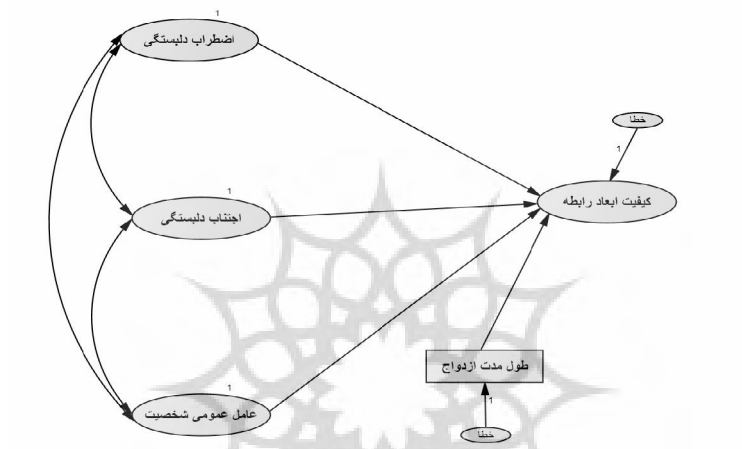 1
اضطراب دلبستگی
خطا
1
1
اجتناب دلبستگی
کیفیت ابعاد رابطه
طول مدت ازدواج
1
عامل عمومی شخصیت
1
خطا